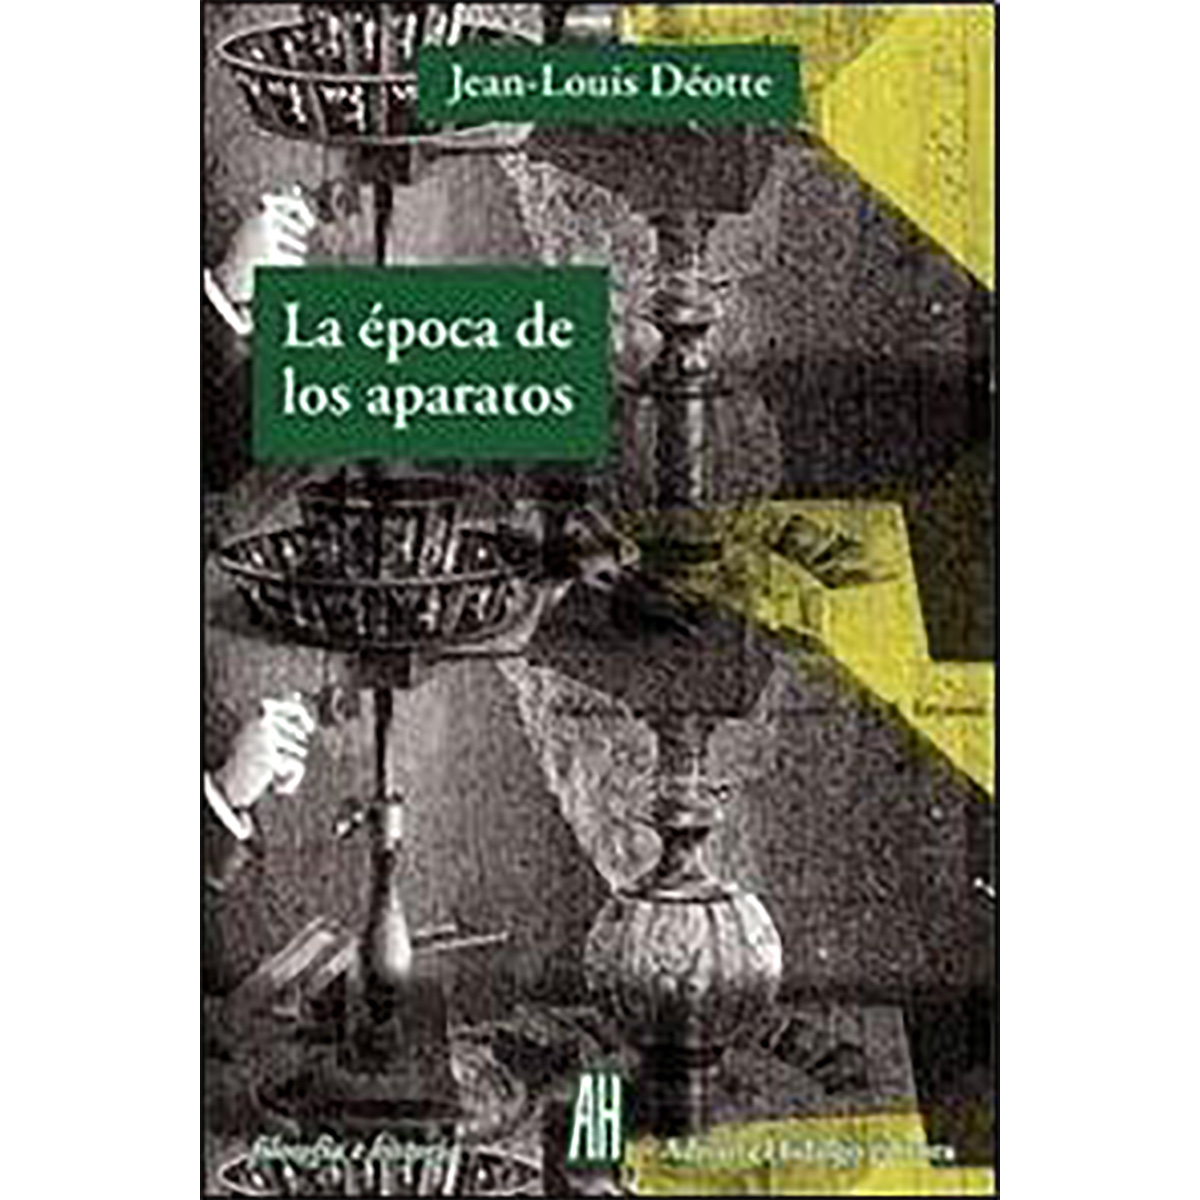 Jean-Louis Déotte
La época de
los aparatos
AH
filosofía e historia
Adriana Hidalgo editora